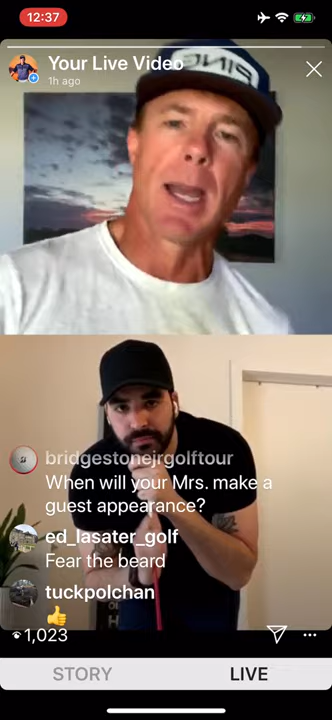 12:37
Your Live Video
1h ago
PING
bridgestonejrgolftour
When will your Mrs. make a
guest appearance?
ed_lasater_golf
Fear the beard
tuckpolchan
👍
1,023
STORY
LIVE